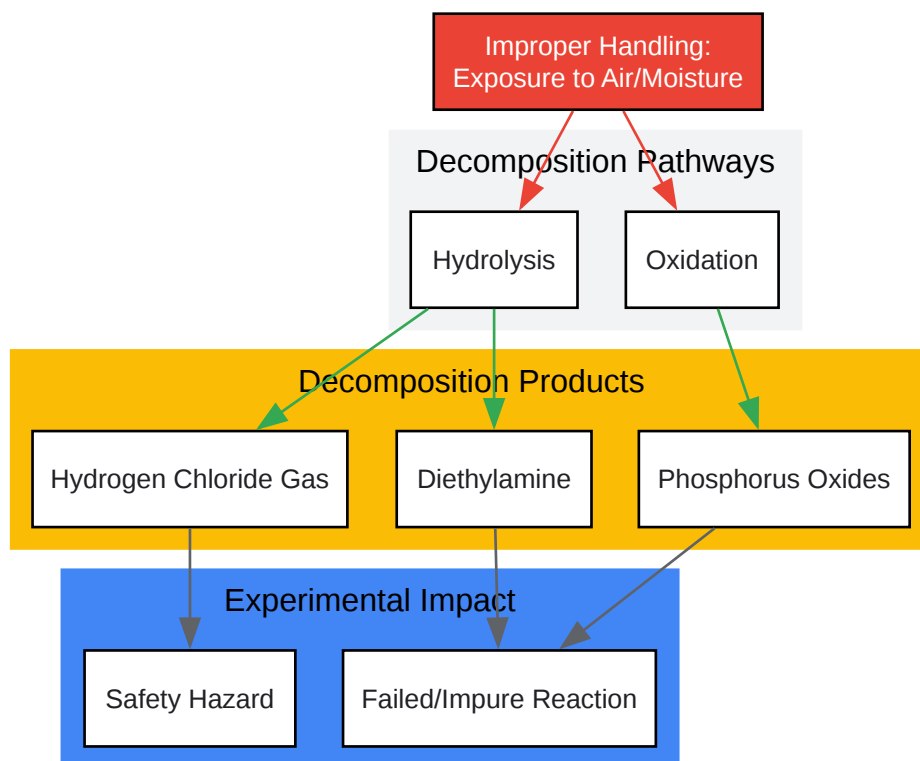 Improper Handling:
Exposure to Air/Moisture
Decomposition Pathways
Hydrolysis
Oxidation
Decomposition Products
Hydrogen Chloride Gas
Diethylamine
Phosphorus Oxides
Experimental Impact
Safety Hazard
Failed/Impure Reaction